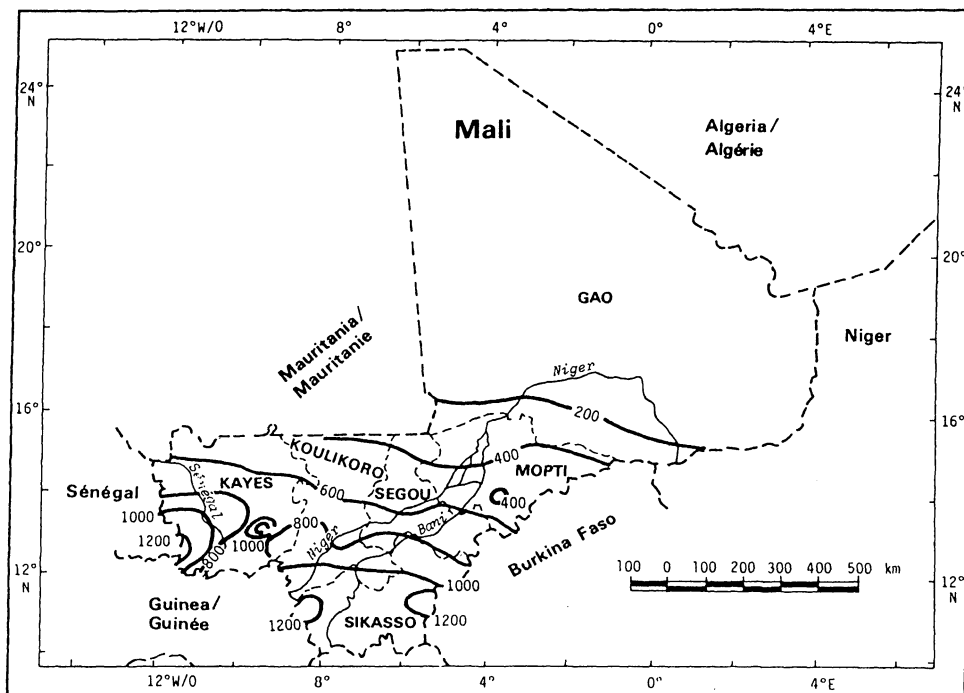 12°W/O 8° 4° 0° 4°E
24°
N
24°
N
Mali
Algeria/
Algérie
20°
20°
GAO
Mauritania/
Mauritanie
Niger
Niger
16°
200
16°
KOULIKORO
400
MOPTI
Sénégal
KAYES
600
SEGOU
Sénégal
400
1000
800
Niger
Bani
1200
1000
Burkina Faso
800
12°
N
1000
100 0 100 200 300 400 500 km
12°
N
Guinea/
Guinée
1200
SIKASSO
1200
12°W/O 8° 4° 0° 4°E